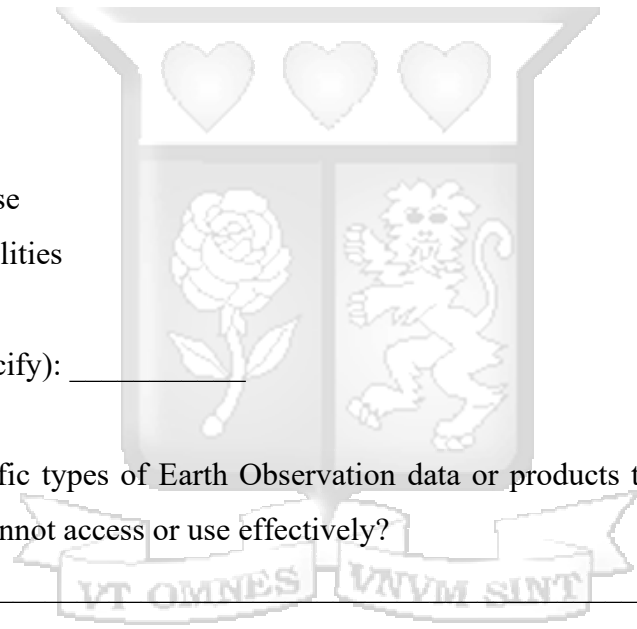 se
lities
cify): __________
fic types of Earth Observation data or products t
nnot access or use effectively?
VT OMNES VNVM SINT